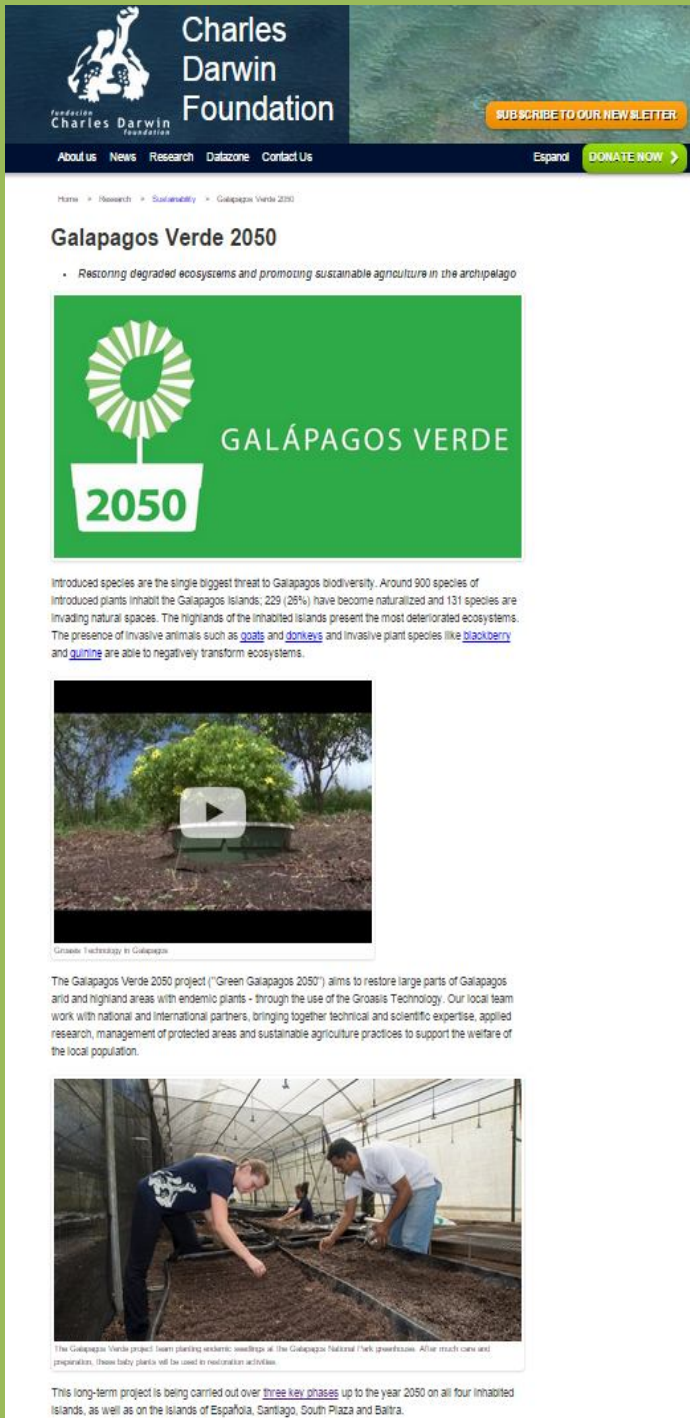 Charles
Darwin
Foundation
fundación
Charles Darwin
foundation
SUBSCRIBE TO OUR NEWSLETTER
About us News Research Datazone Contact Us Espanol DONATE NOW
Home > Research > Sustainability > Galapagos Verde 2050
Galapagos Verde 2050
• Restoring degraded ecosystems and promoting sustainable agriculture in the archipelago
GALÁPAGOS VERDE
2050
Introduced species are the single biggest threat to Galapagos biodiversity. Around 900 species of
introduced plants inhabit the Galapagos Islands; 229 (26%) have become naturalized and 131 species are
invading natural spaces. The highlands of the inhabited islands present the most deteriorated ecosystems.
The presence of invasive animals such as goats and donkeys and invasive plant species like blackberry
and quinine are able to negatively transform ecosystems.
Groasis Technology in Galapagos
The Galapagos Verde 2050 project ("Green Galapagos 2050") aims to restore large parts of Galapagos
arid and highland areas with endemic plants - through the use of the Groasis Technology. Our local team
work with national and international partners, bringing together technical and scientific expertise, applied
research, management of protected areas and sustainable agriculture practices to support the welfare of
the local population.
The Galapagos Verde project team planting endemic seedlings at the Galapagos National Park greenhouse. After much care and
preparation, these baby plants will be used in restoration activities.
This long-term project is being carried out over three key phases up to the year 2050 on all four inhabited
islands, as well as on the islands of Española, Santiago, South Plaza and Baltra.